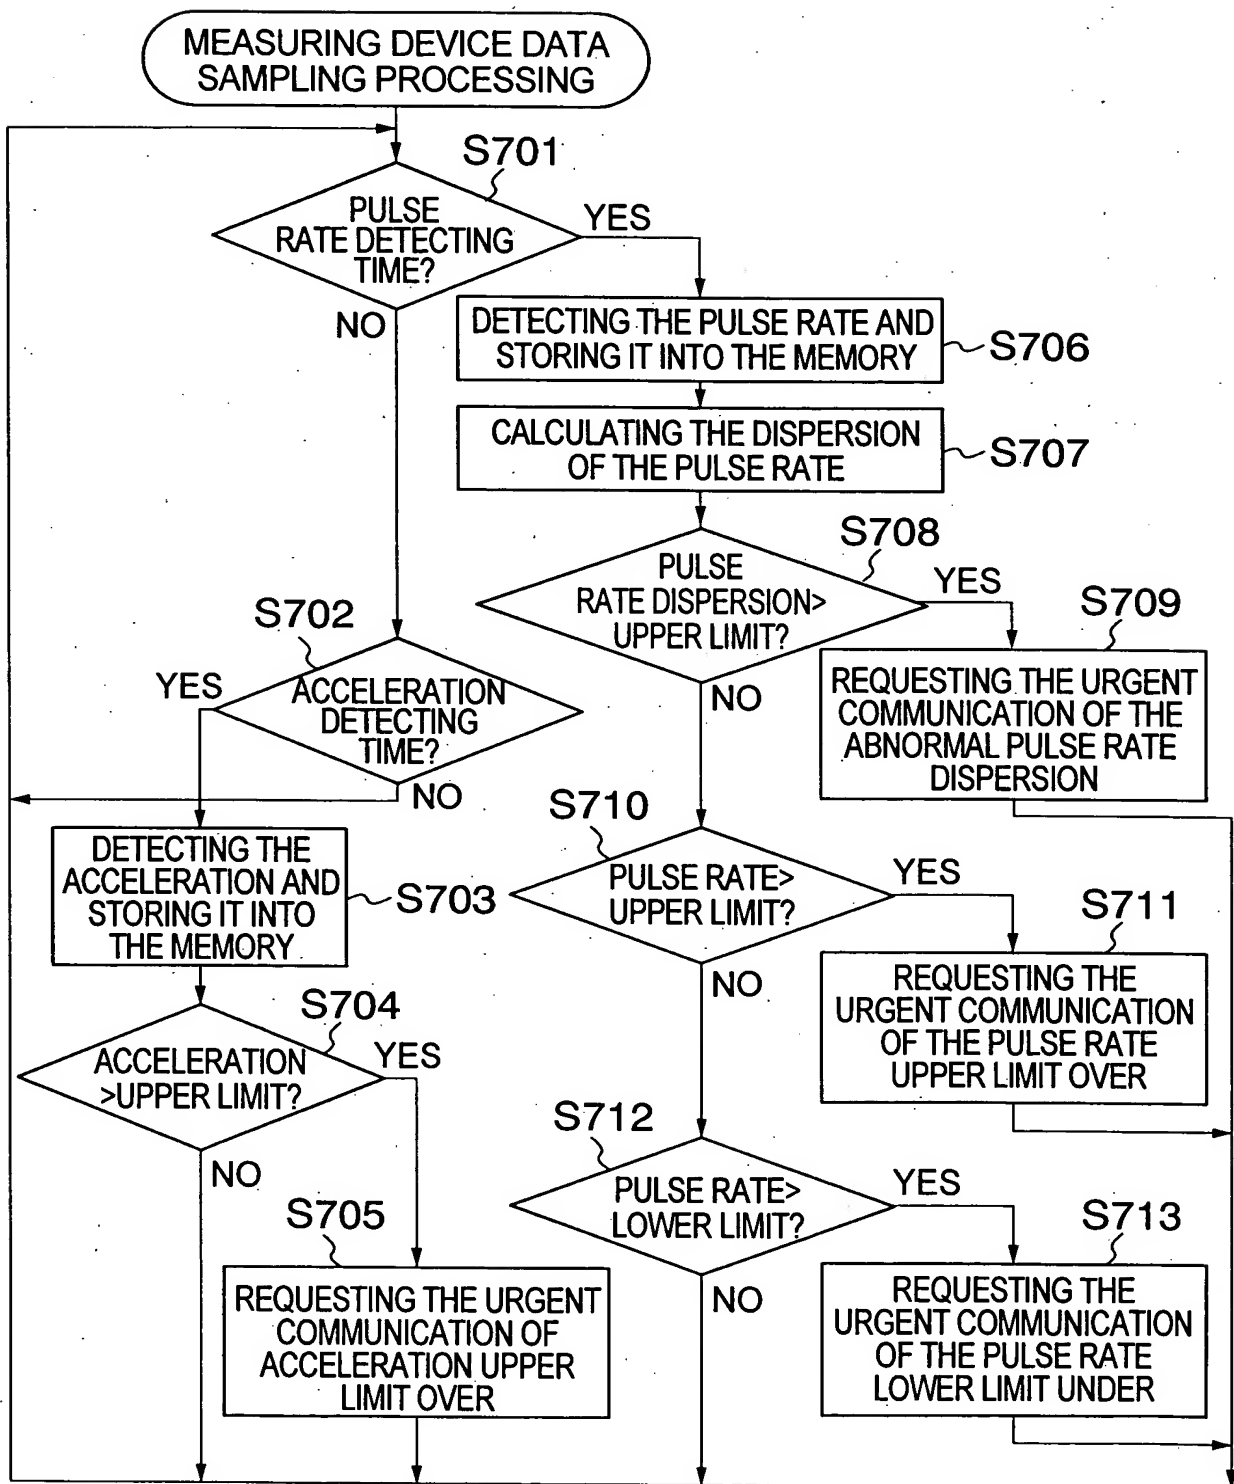 MEASURING DEVICE DATA
SAMPLING PROCESSING
S701
PULSE
RATE DETECTING
TIME?
YES
NO
DETECTING THE PULSE RATE AND
STORING IT INTO THE MEMORY
S706
CALCULATING THE DISPERSION
OF THE PULSE RATE
S707
S708
PULSE
RATE DISPERSION>
UPPER LIMIT?
YES
NO
S709
REQUESTING THE URGENT
COMMUNICATION OF THE
ABNORMAL PULSE RATE
DISPERSION
S702
YES
ACCELERATION
DETECTING
TIME?
NO
DETECTING THE
ACCELERATION AND
STORING IT INTO
THE MEMORY
S703
S710
PULSE RATE>
UPPER LIMIT?
YES
NO
S711
REQUESTING THE
URGENT COMMUNICATION
OF THE PULSE RATE
UPPER LIMIT OVER
S704
ACCELERATION
>UPPER LIMIT?
YES
NO
S705
REQUESTING THE URGENT
COMMUNICATION OF
ACCELERATION UPPER
LIMIT OVER
S712
PULSE RATE>
LOWER LIMIT?
YES
NO
S713
REQUESTING THE
URGENT COMMUNICATION
OF THE PULSE RATE
LOWER LIMIT UNDER